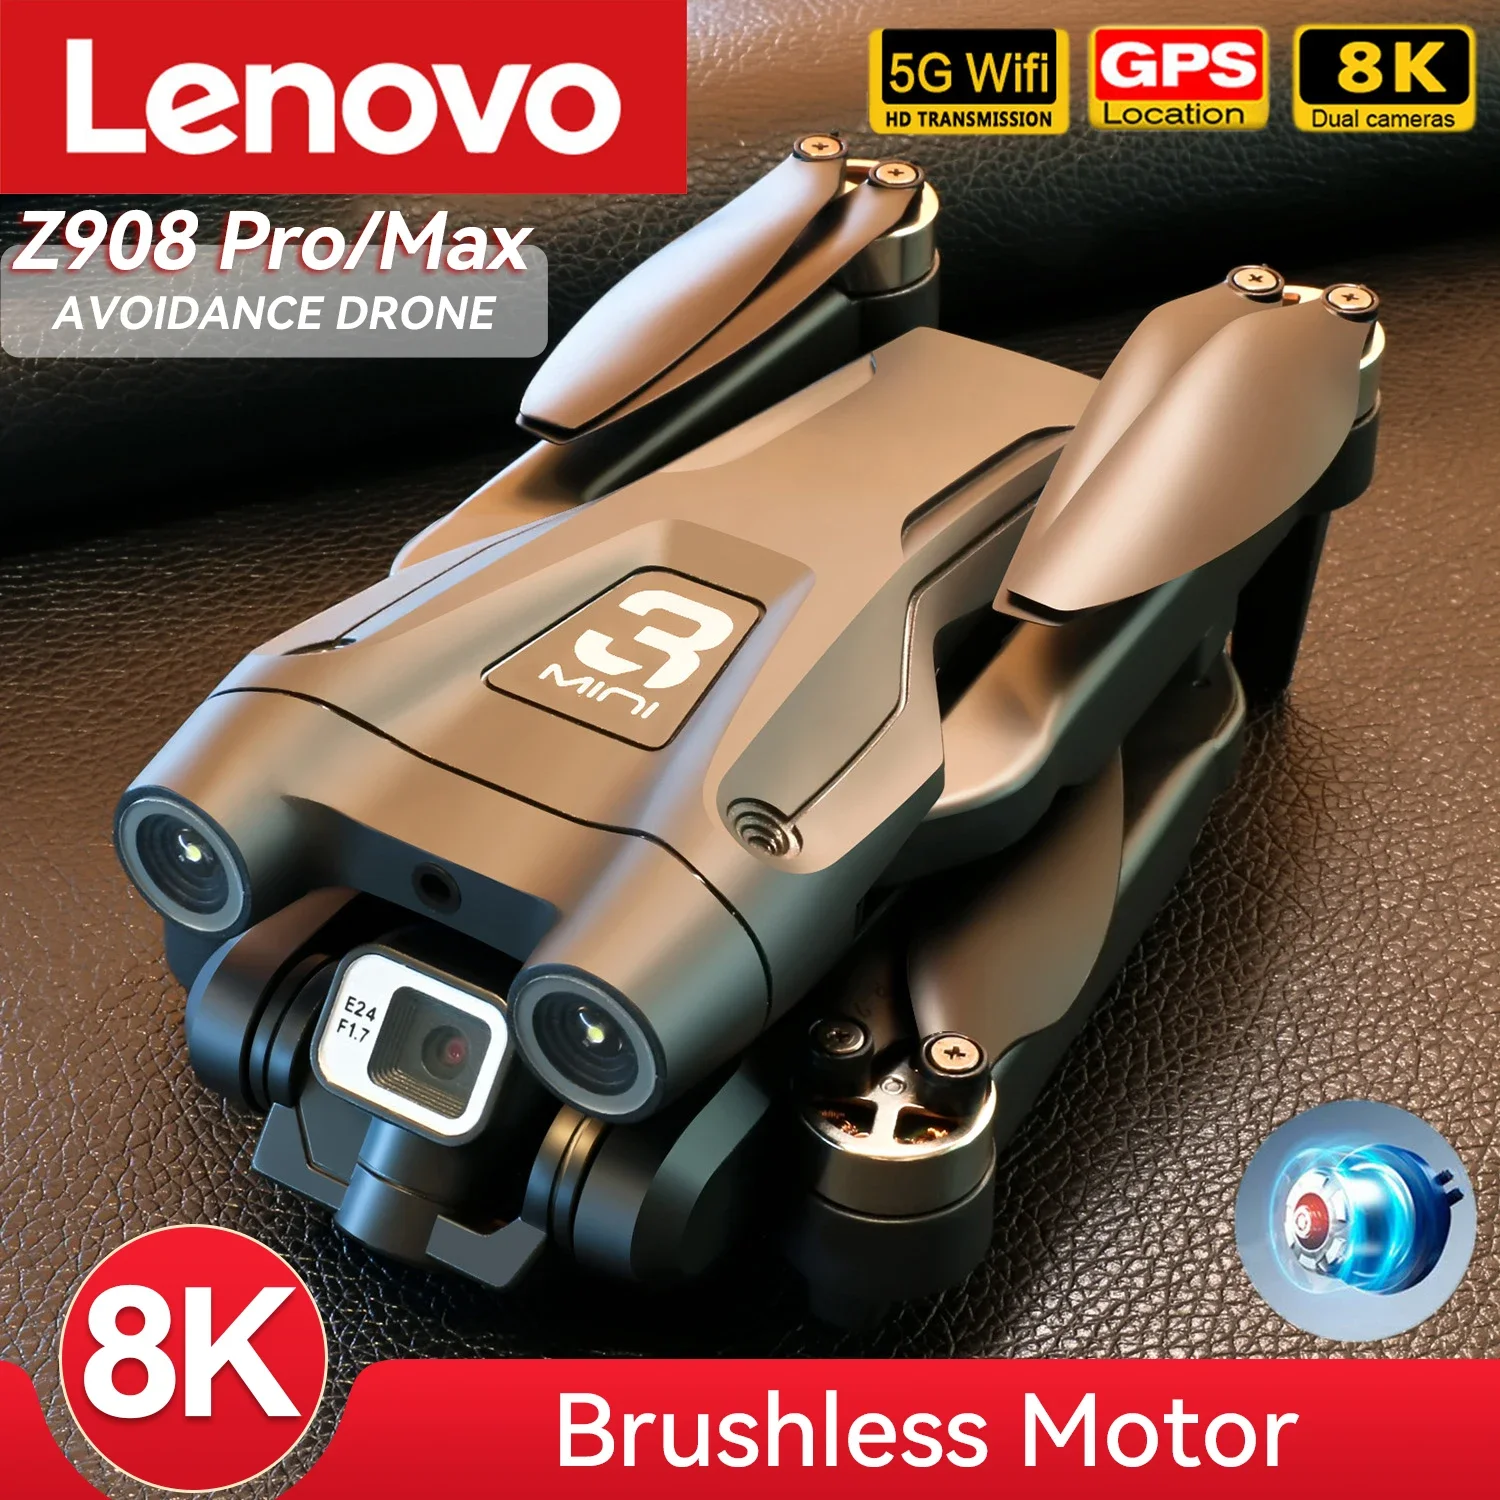 Lenovo
Z908 Pro/Max
AVOIDANCE DRONE
5G Wifi
HD TRANSMISSION
GPS
Location
8K
Dual cameras
3
MINI
E24
F1.7
8K
Brushless Motor